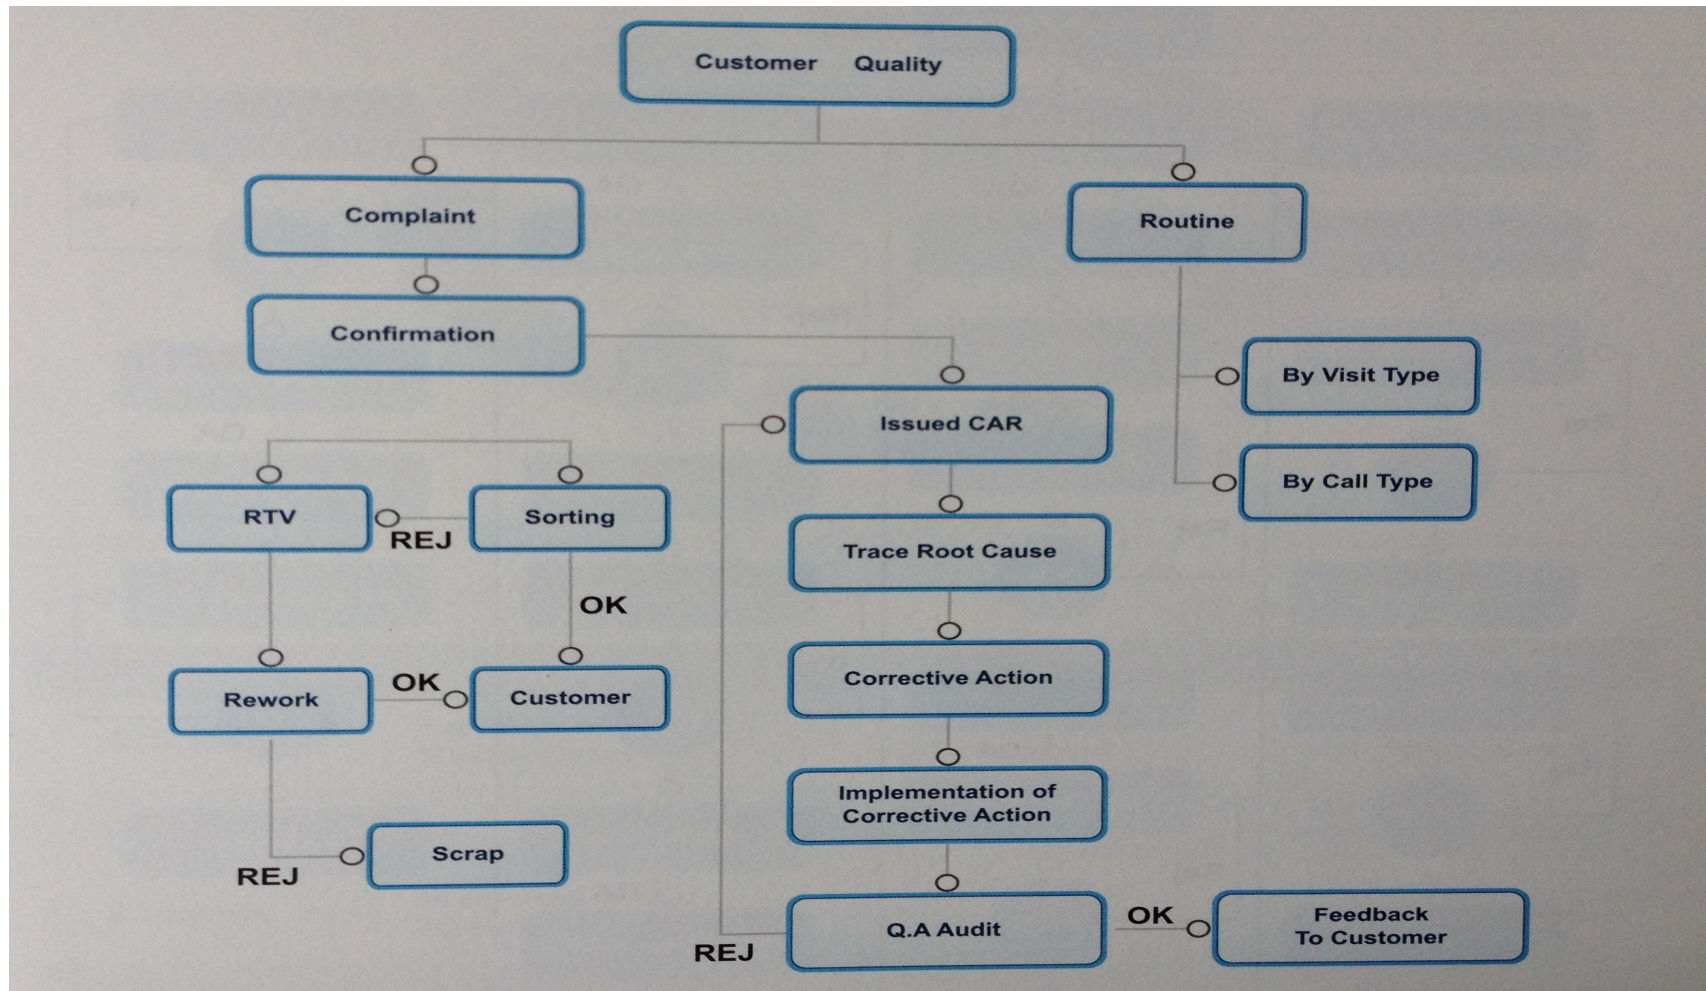 Customer Quality
Complaint
Routine
Confirmation
By Visit Type
Issued CAR
By Call Type
RTV
REJ
Sorting
Trace Root Cause
OK
Corrective Action
Rework
OK
Customer
Implementation of
Corrective Action
Scrap
REJ
Q.A Audit
REJ
OK
Feedback
To Customer